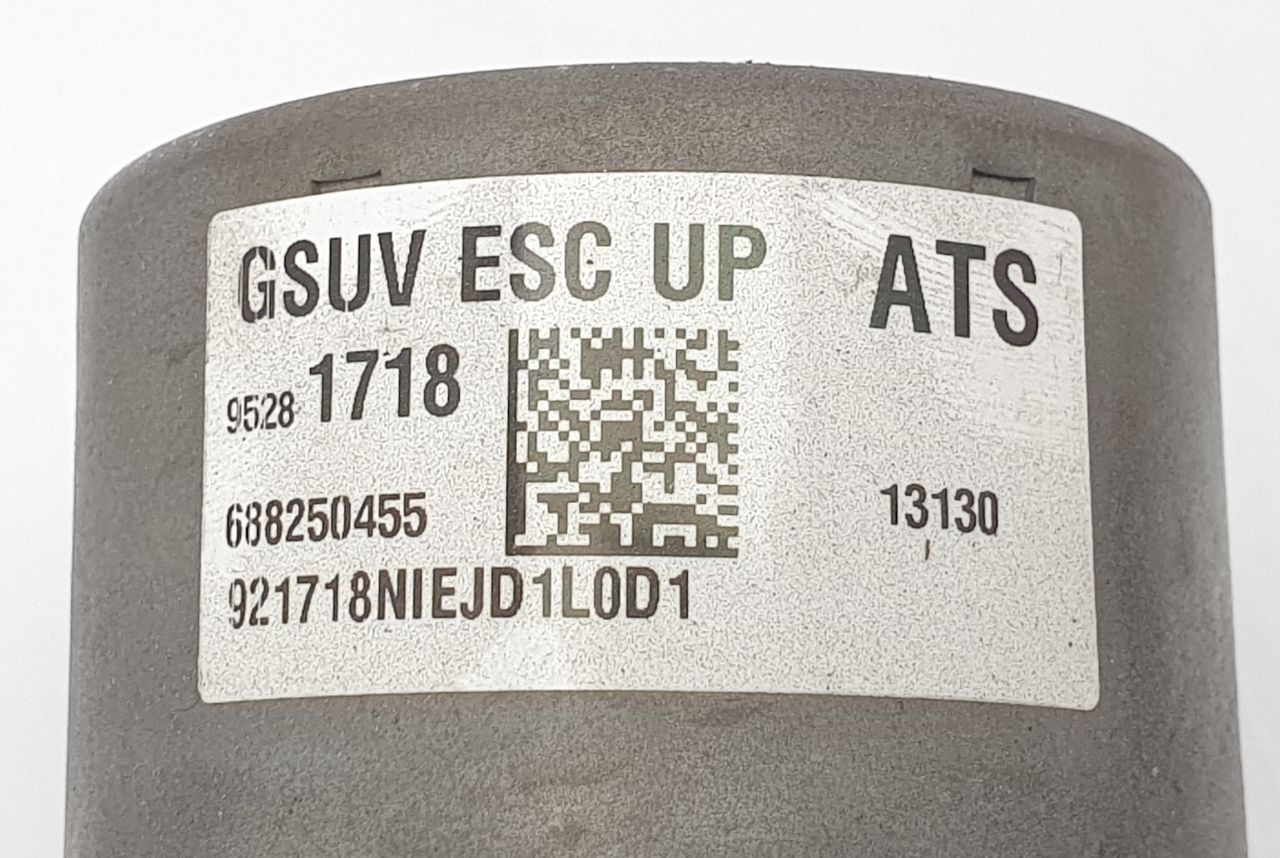 GSUV ESC UP ATS
9528 1718
688250455 13130
921718NIEJD1L0D1